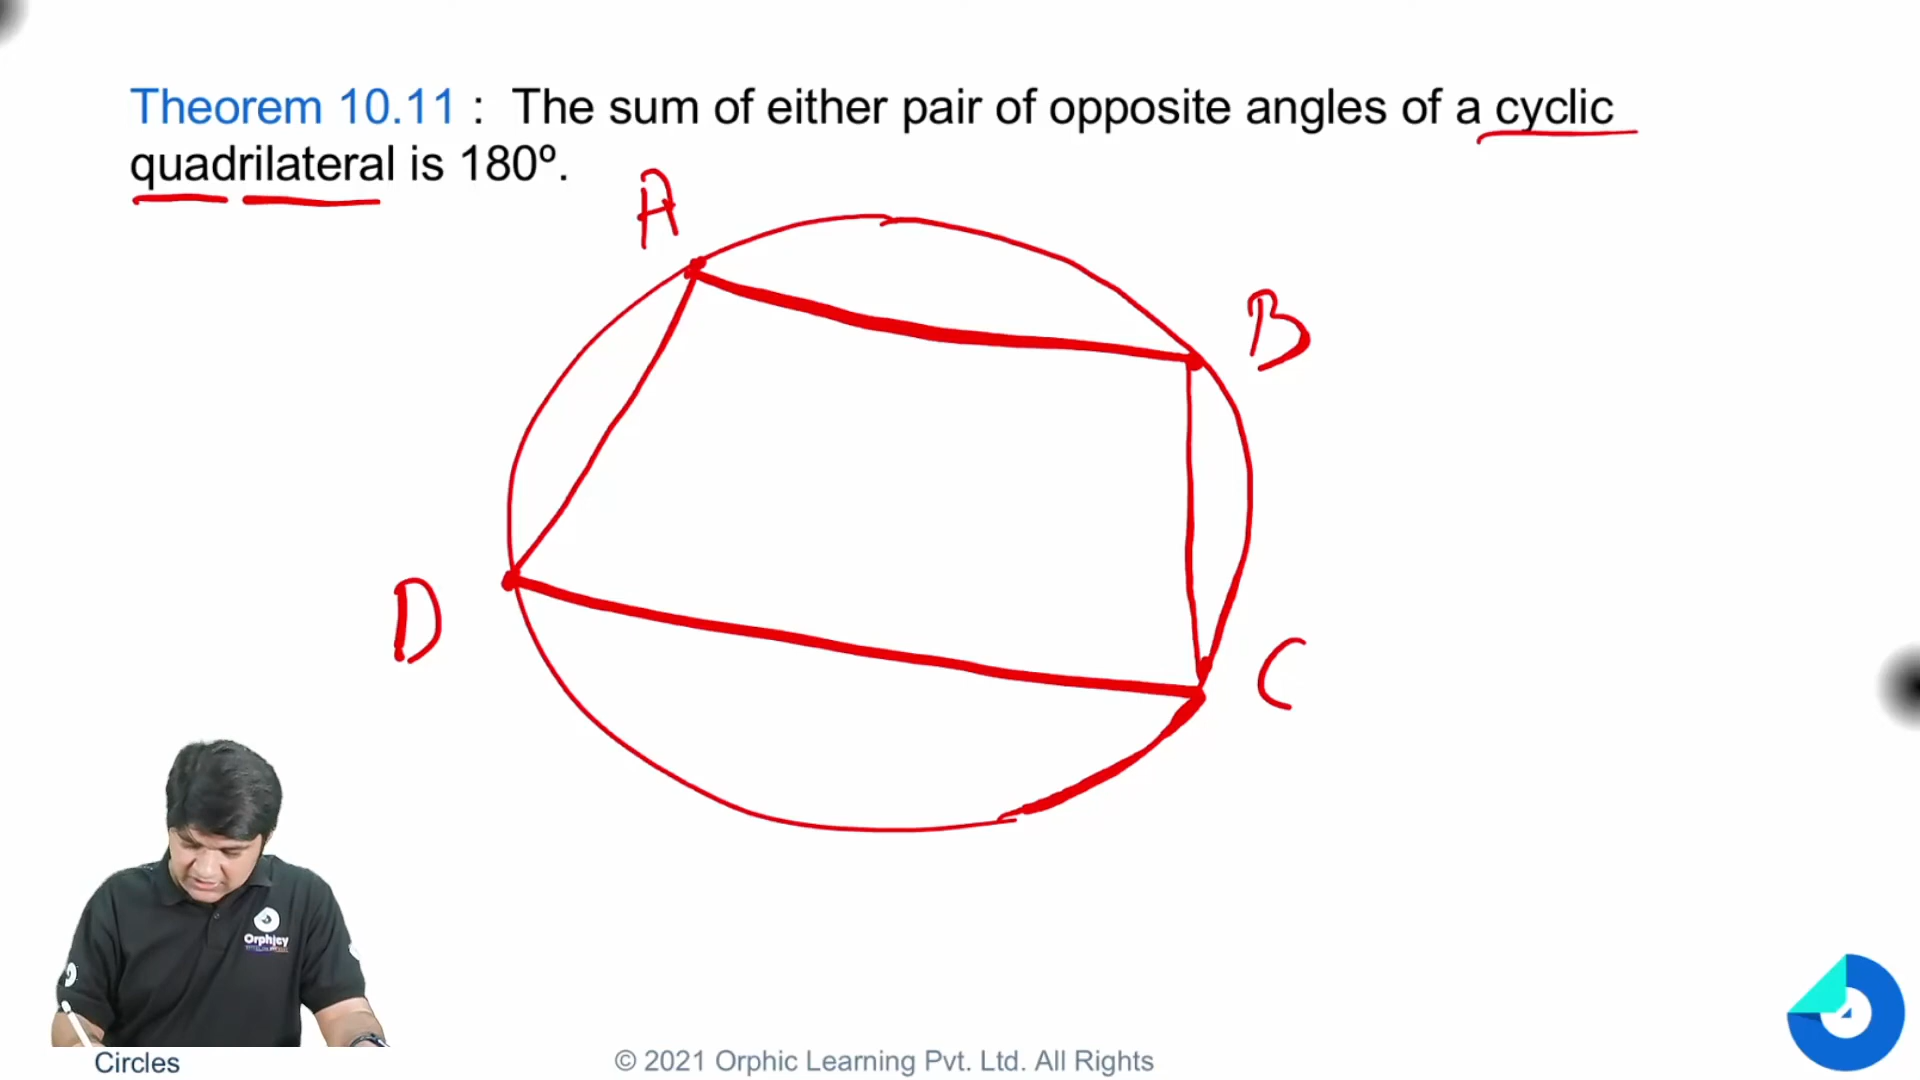 Theorem 10.11 : The sum of either pair of opposite angles of a cyclic
quadrilateral is 180º.
A
B
D
C
Orphicy
Circles
© 2021 Orphic Learning Pvt. Ltd. All Rights